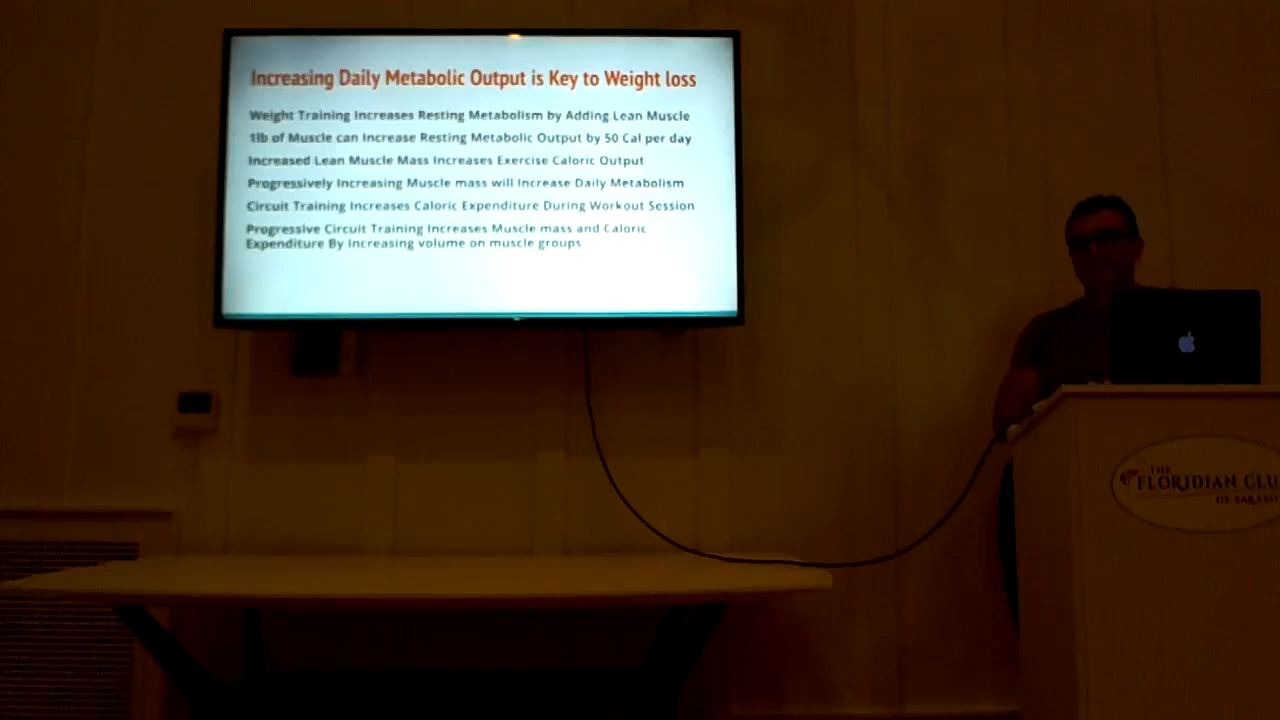 Increasing Daily Metabolic Output is Key to Weight loss
Weight Training Increases Resting Metabolism by Adding Lean Muscle
1lb of Muscle can Increase Resting Metabolic Output by 50 Cal per day
Increased Lean Muscle Mass Increases Exercise Caloric Output
Progressively Increasing Muscle mass will Increase Daily Metabolism
Circuit Training Increases Caloric Expenditure During Workout Session
Progressive Circuit Training Increases Muscle mass and Caloric
Expenditure By Increasing volume on muscle groups
THE
FLORIDIAN CLU
OF SARASO